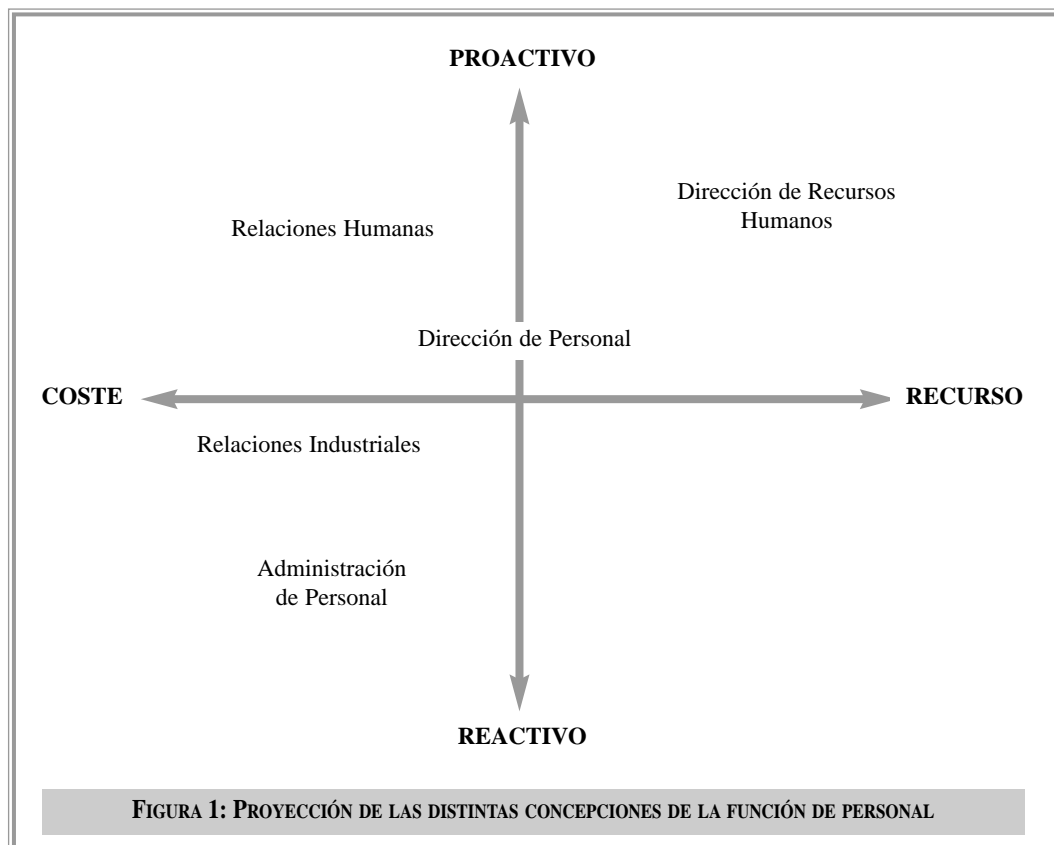 PROACTIVO
Dirección de Recursos
Humanos
Relaciones Humanas
Dirección de Personal
COSTE
RECURSO
Relaciones Industriales
Administración
de Personal
REACTIVO
FIGURA 1: PROYECCIÓN DE LAS DISTINTAS CONCEPCIONES DE LA FUNCIÓN DE PERSONAL